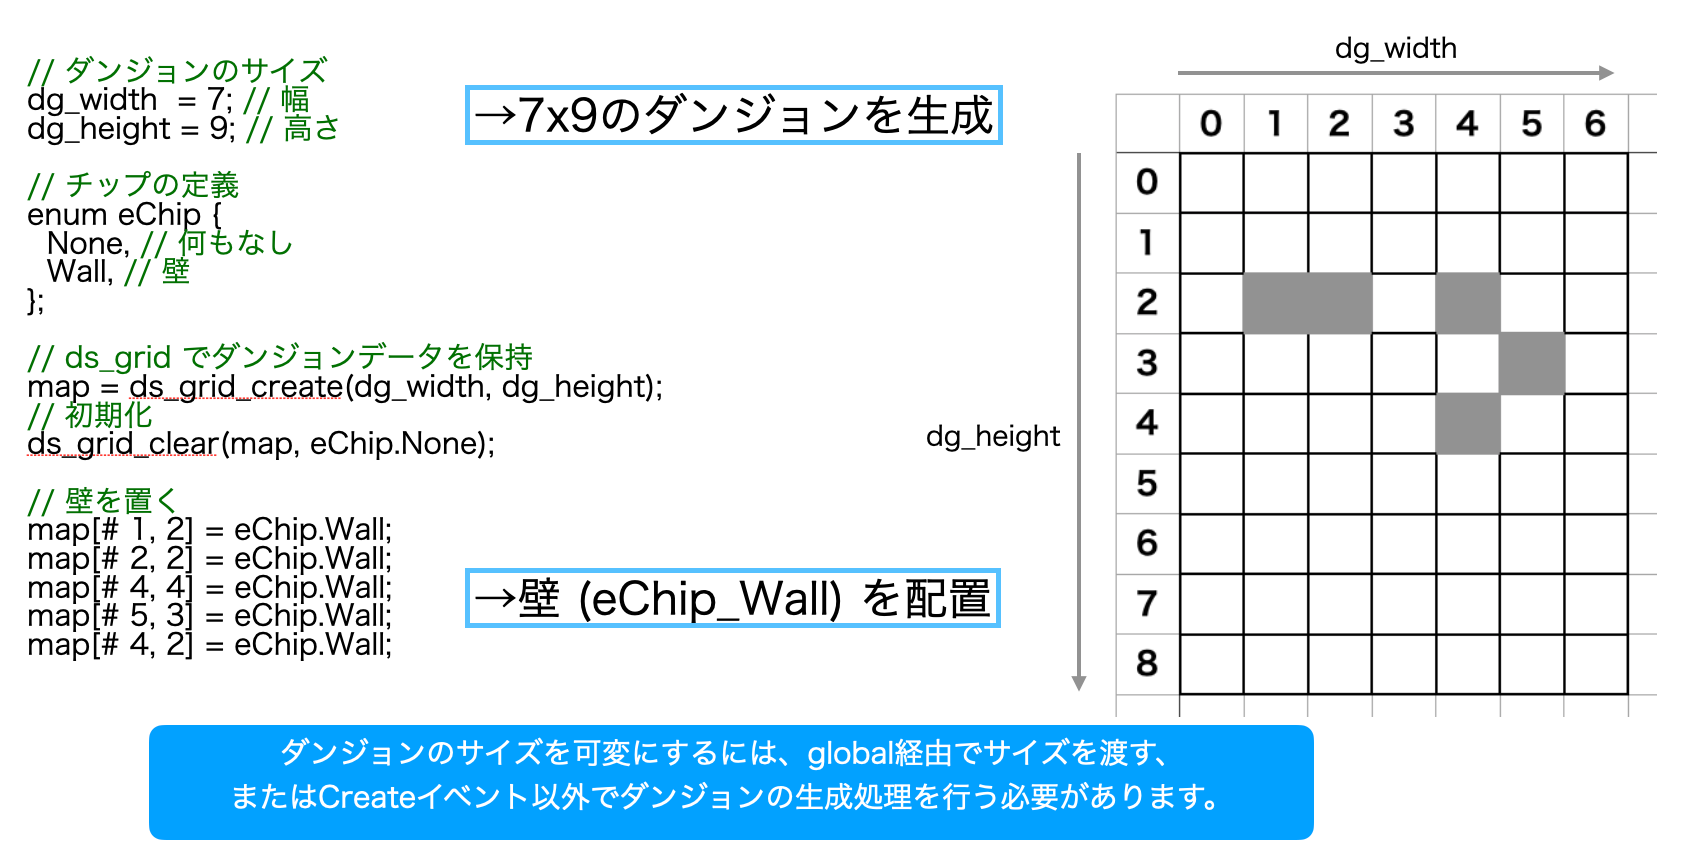 // ダンジョンのサイズ
dg_width  = 7; // 幅
dg_height = 9; // 高さ
→7x9のダンジョンを生成
// チップの定義
enum eChip {
  None, // 何もなし
  Wall, // 壁
};
// ds_grid でダンジョンデータを保持
map = ds_grid_create(dg_width, dg_height);
// 初期化
ds_grid_clear(map, eChip.None);
// 壁を置く
map[# 1, 2] = eChip.Wall;
map[# 2, 2] = eChip.Wall;
map[# 4, 4] = eChip.Wall;
map[# 5, 3] = eChip.Wall;
map[# 4, 2] = eChip.Wall;
→壁 (eChip_Wall) を配置
dg_width
0 1 2 3 4 5 6
0
1
2
3
4
5
6
7
8
dg_height
ダンジョンのサイズを可変にするには、global経由でサイズを渡す、
またはCreateイベント以外でダンジョンの生成処理を行う必要があります。